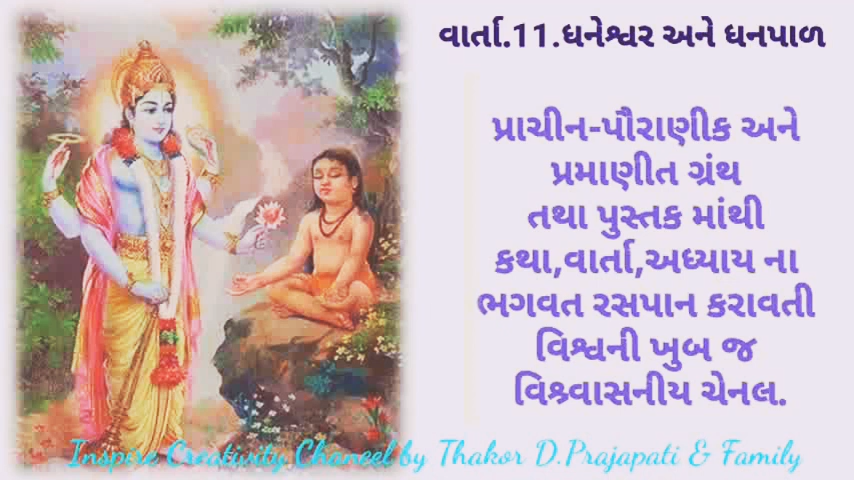 વાર્તા.11.ધનેશ્વર અને ધનપાળ
પ્રાચીન-પૌરાણીક અને
પ્રમાણીત ગ્રંથ
તથા પુસ્તક માંથી
કથા,વાર્તા,અધ્યાય ના
ભગવત રસપાન કરાવતી
વિશ્વની ખુબ જ
વિશ્ર્વાસનીય ચેનલ.
Inspire Creativity Chaneel by Thakor D.Prajapati & Family